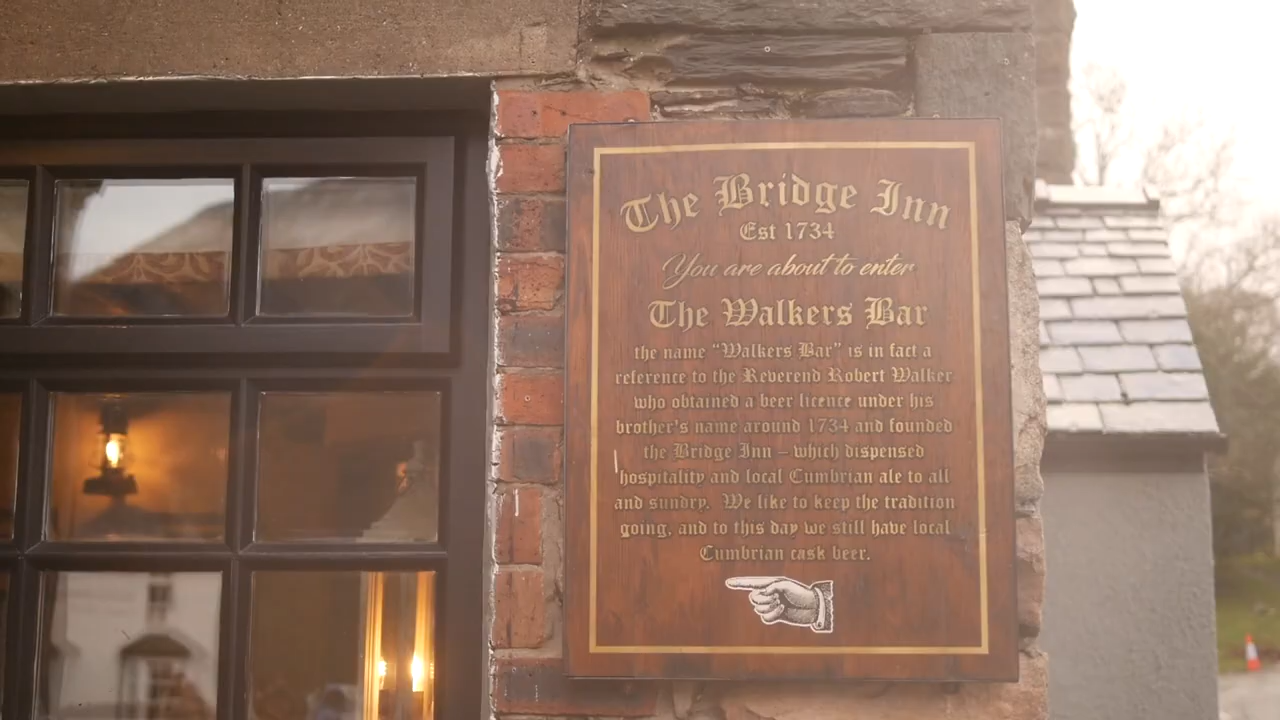 The Bridge Inn
Est 1734
You are about to enter
The Walkers Bar
the name “Walkers Bar” is in fact a
reference to the Reverend Robert Walker
who obtained a beer licence under his
brother's name around 1734 and founded
the Bridge Inn – which dispensed
hospitality and local Cumbrian ale to all
and sundry. We like to keep the tradition
going, and to this day we still have local
Cumbrian cask beer.